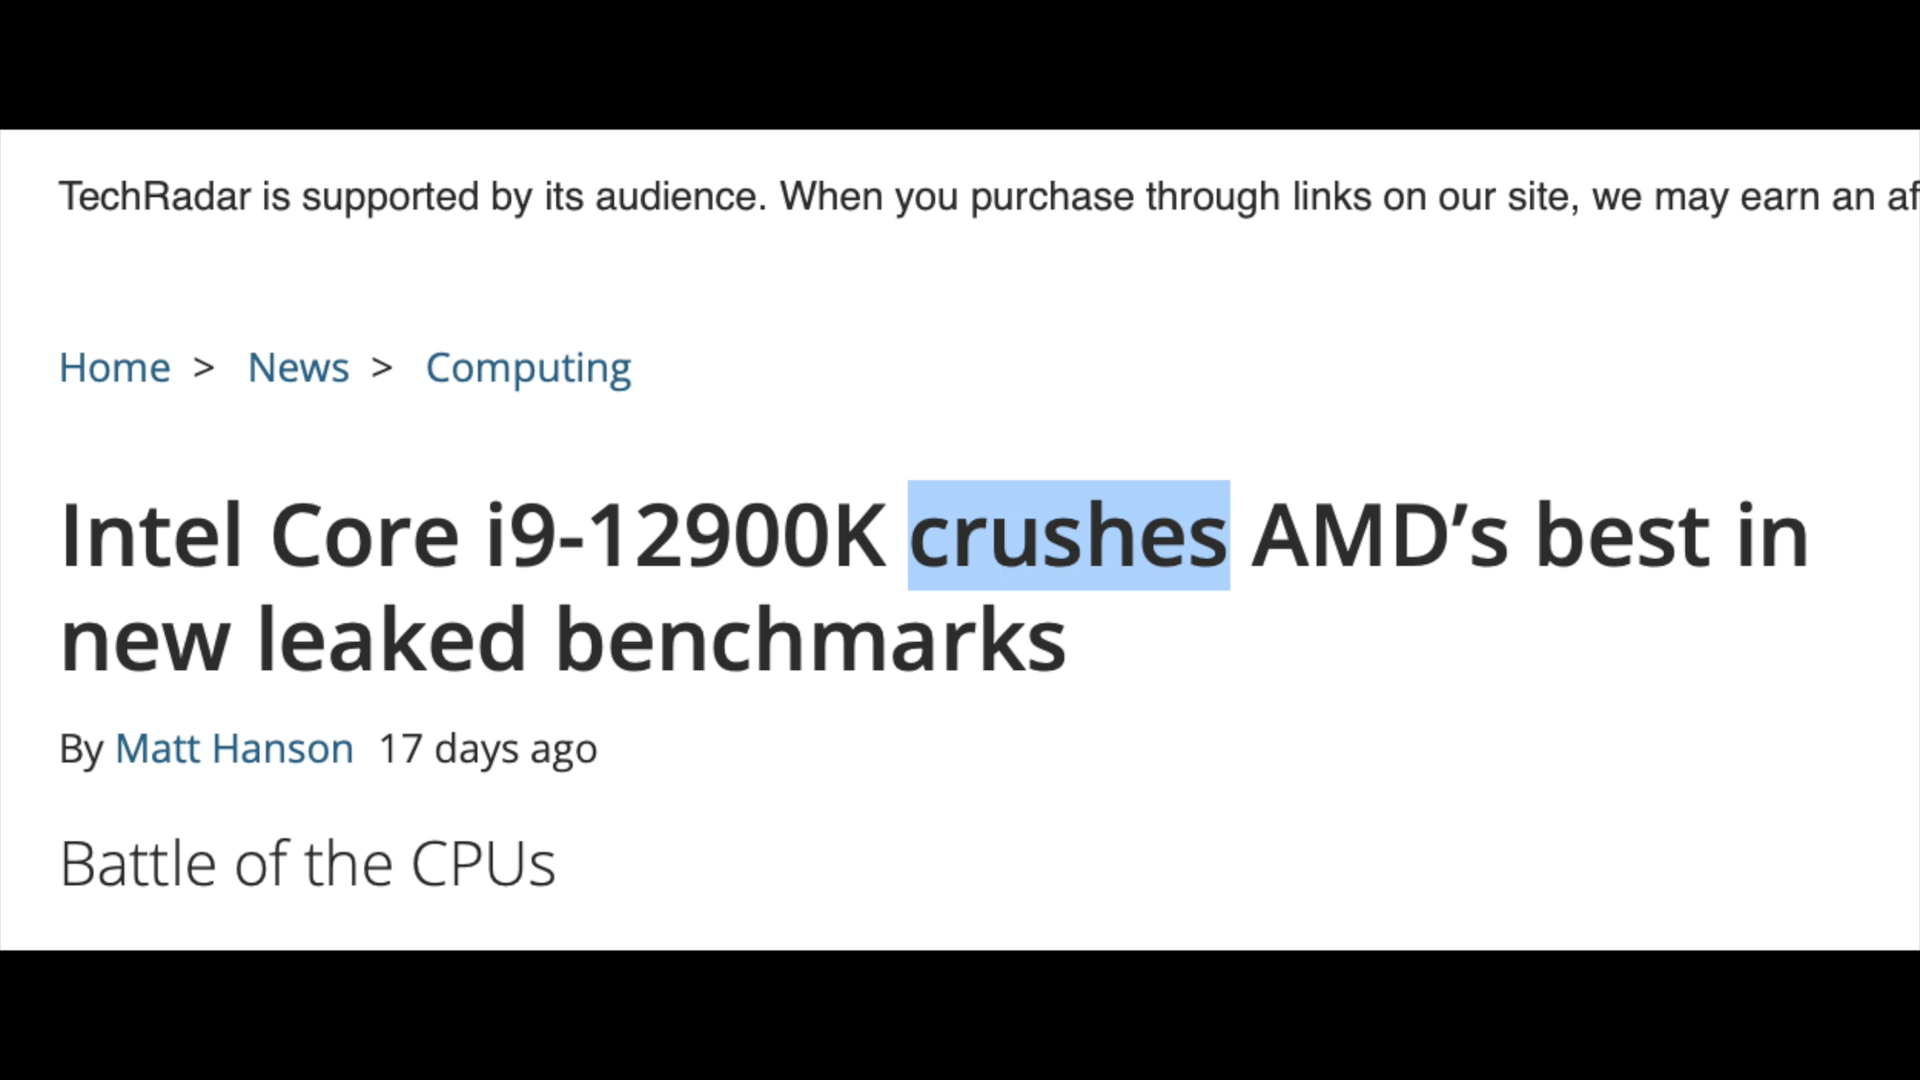 TechRadar is supported by its audience. When you purchase through links on our site, we may earn an af
Home > News > Computing
Intel Core i9-12900K crushes AMD’s best in
new leaked benchmarks
By Matt Hanson 17 days ago
Battle of the CPUs